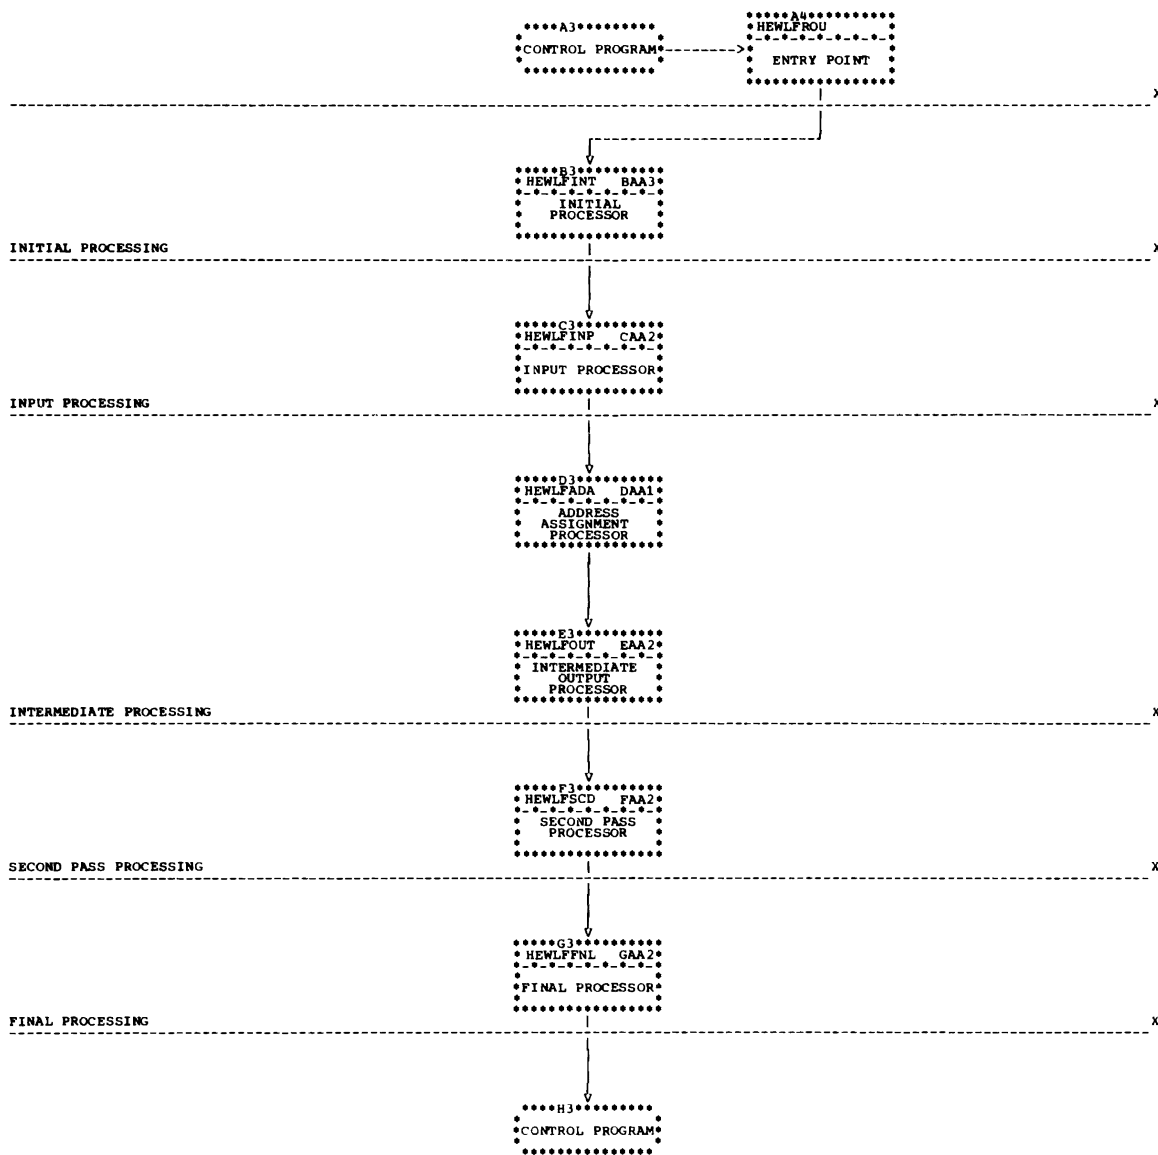 A3
A4
HEWLFROU
CONTROL PROGRAM
ENTRY POINT
X
B3
HEWLFINT BAA3
INITIAL
PROCESSOR
INITIAL PROCESSING X
C3
HEWLFINP CAA2
INPUT PROCESSOR
INPUT PROCESSING X
D3
HEWLFADA DAA1
ADDRESS
ASSIGNMENT
PROCESSOR
E3
HEWLFOUT EAA2
INTERMEDIATE
OUTPUT
PROCESSOR
INTERMEDIATE PROCESSING X
F3
HEWLFSCD FAA2
SECOND PASS
PROCESSOR
SECOND PASS PROCESSING X
G3
HEWLFFNL GAA2
FINAL PROCESSOR
FINAL PROCESSING X
H3
CONTROL PROGRAM